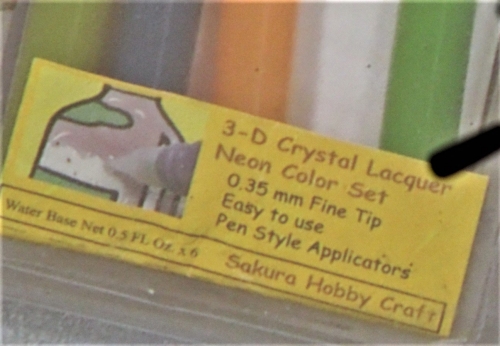 3-D Crystal Lacquer
Neon Color Set
0.35 mm Fine Tip
Easy to use
Pen Style Applicators
Water Base Net 0.5 FL Oz. x 6
Sakura Hobby Craft